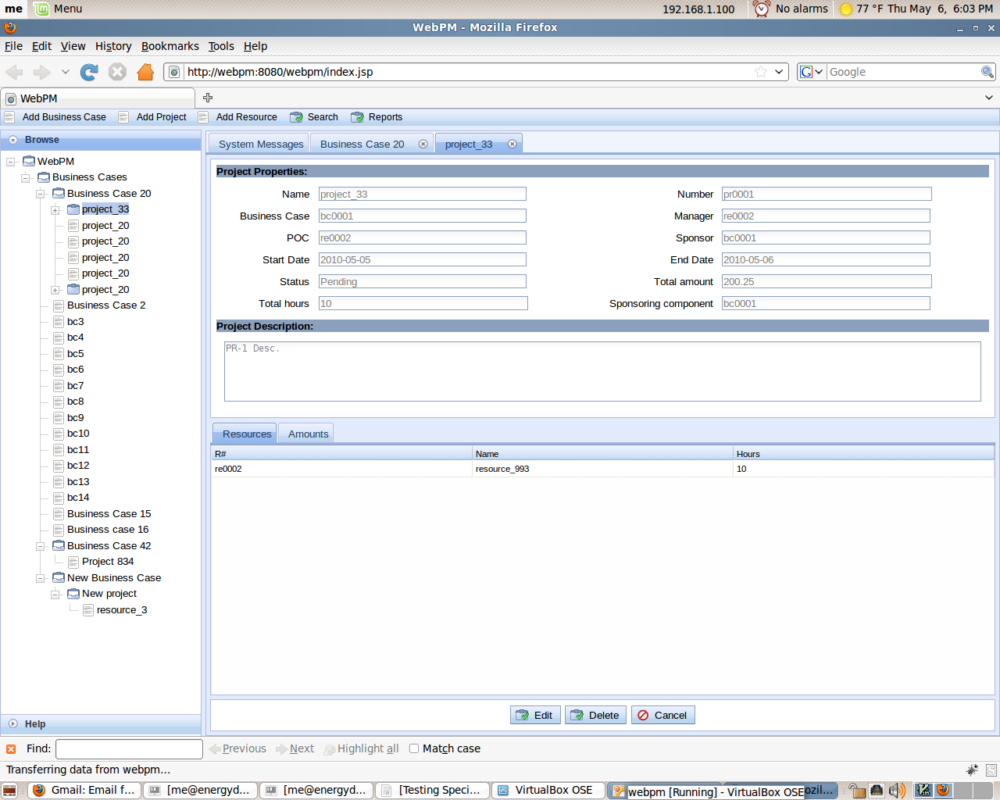 me Menu 192.168.1.100 No alarms 77 °F Thu May 6, 6:03 PM
WebPM - Mozilla Firefox
File Edit View History Bookmarks Tools Help
http://webpm:8080/webpm/index.jsp G Google
WebPM
Add Business Case Add Project Add Resource Search Reports
Browse
WebPM
Business Cases
Business Case 20
project_33
project_20
project_20
project_20
project_20
project_20
Business Case 2
bc3
bc4
bc5
bc6
bc7
bc8
bc9
bc10
bc11
bc12
bc13
bc14
Business Case 15
Business case 16
Business Case 42
Project 834
New Business Case
New project
resource_3
Help
System Messages Business Case 20 project_33
Project Properties:
Name project_33 Number pr0001
Business Case bc0001 Manager re0002
POC re0002 Sponsor bc0001
Start Date 2010-05-05 End Date 2010-05-06
Status Pending Total amount 200.25
Total hours 10 Sponsoring component bc0001
Project Description:
PR-1 Desc.
Resources Amounts
R# Name Hours
re0002 resource_993 10
Edit Delete Cancel
Find: Previous Next Highlight all Match case
Transferring data from webpm...
Gmail: Email f... [me@energyd... [me@energyd... [Testing Speci... VirtualBox OSE webpm [Running] - VirtualBox OSE